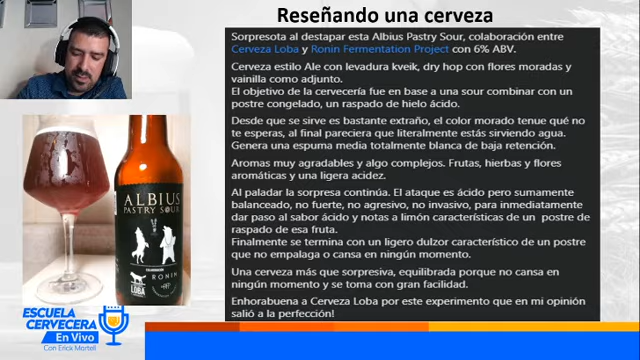 Reseñando una cerveza
Sorpresota al destapar esta Albius Pastry Sour, colaboración entre
Cerveza Loba y Ronin Fermentation Project con 6% ABV.
Cerveza estilo Ale con levadura kveik, dry hop con flores moradas y
vainilla como adjunto.
El objetivo de la cervecería fue en base a una sour combinar con un
postre congelado, un raspado de hielo ácido.
Desde que se sirve es bastante extraño, el color morado tenue qué no
te esperas, al final pareciera que literalmente estás sirviendo agua.
Genera una espuma media totalmente blanca de baja retención.
Aromas muy agradables y algo complejos. Frutas, hierbas y flores
aromáticas y una ligera acidez.
Al paladar la sorpresa continúa. El ataque es ácido pero sumamente
balanceado, no fuerte, no agresivo, no invasivo, para inmediatamente
dar paso al sabor ácido y notas a limón características de un postre de
raspado de esa fruta.
Finalmente se termina con un ligero dulzor característico de un postre
que no empalaga o cansa en ningún momento.
Una cerveza más que sorpresiva, equilibrada porque no cansa en
ningún momento y se toma con gran facilidad.
Enhorabuena a Cerveza Loba por este experimento que en mi opinión
salió a la perfección!
ALBIUS
PASTRY SOUR
LOBA
RONIN
ESCUELA
CERVECERA
En Vivo
Con Erick Martell